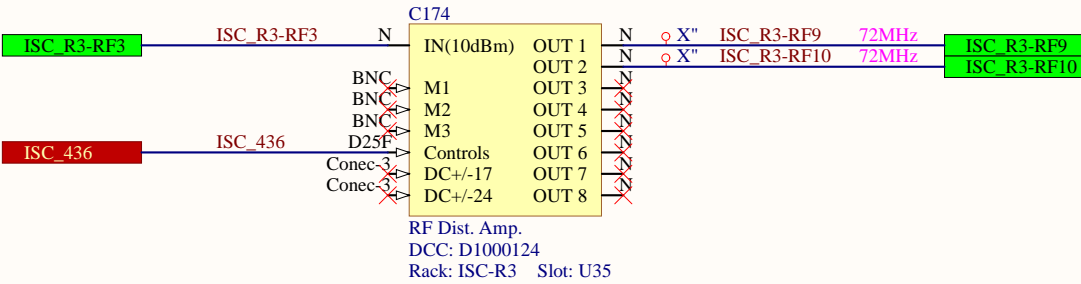 C174
ISC_R3-RF3 ISC_R3-RF3 N IN(10dBm) OUT 1 N X" ISC_R3-RF9 72MHz ISC_R3-RF9
OUT 2 N X" ISC_R3-RF10 72MHz ISC_R3-RF10
BNC M1 OUT 3 N
BNC M2 OUT 4 N
BNC M3 OUT 5 N
ISC_436 ISC_436 D25F Controls OUT 6 N
Conec-3 DC+/-17 OUT 7 N
Conec-3 DC+/-24 OUT 8 N
RF Dist. Amp.
DCC: D1000124
Rack: ISC-R3 Slot: U35